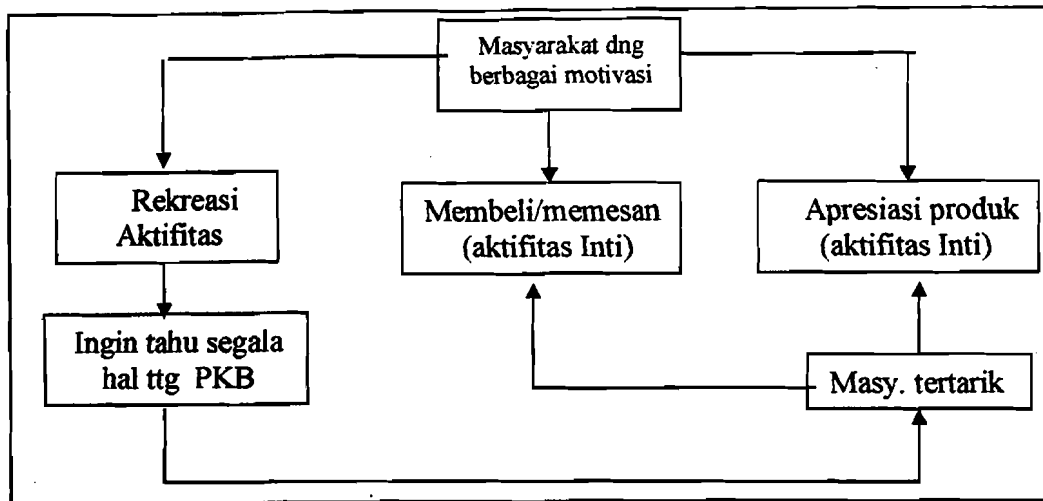 Masyarakat dng
berbagai motivasi
Rekreasi
Aktifitas
Membeli/memesan
(aktifitas Inti)
Apresiasi produk
(aktifitas Inti)
Ingin tahu segala
hal ttg PKB
Masy. tertarik